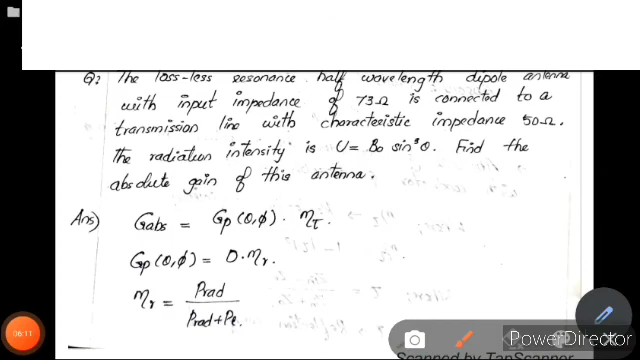 Q: The loss-less resonance half wavelength dipole antenna
with input impedance of 73Ω is connected to a
transmission line with characteristic impedance 50Ω.
The radiation intensity is U = B₀ sin³θ. Find the
absolute gain of this antenna.
Ans) Gabs = Gp (θ,ϕ) · ητ.
Gp (θ,ϕ) = D·ηr.
ηr = Prad / Prad+Pl.
06:11
PowerDirector
Scanned by TapScanner